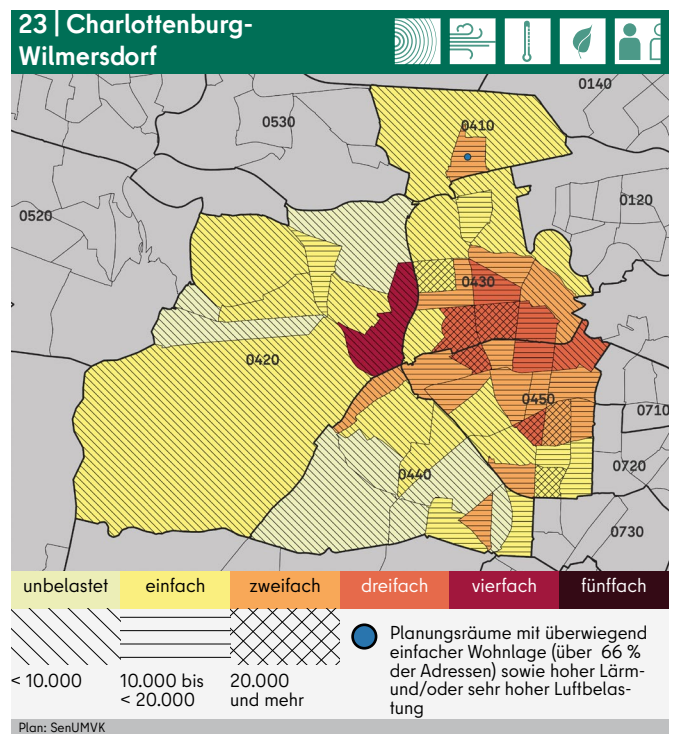 23 | Charlottenburg-
Wilmersdorf
0140
0530
0410
0520
0120
0430
0420
0450
0710
0440
0720
0730
unbelastet einfach zweifach dreifach vierfach fünffach
< 10.000
10.000 bis
< 20.000
20.000
und mehr
Planungsräume mit überwiegend
einfacher Wohnlage (über 66 %
der Adressen) sowie hoher Lärm-
und/oder sehr hoher Luftbelas-
tung
Plan: SenUMVK